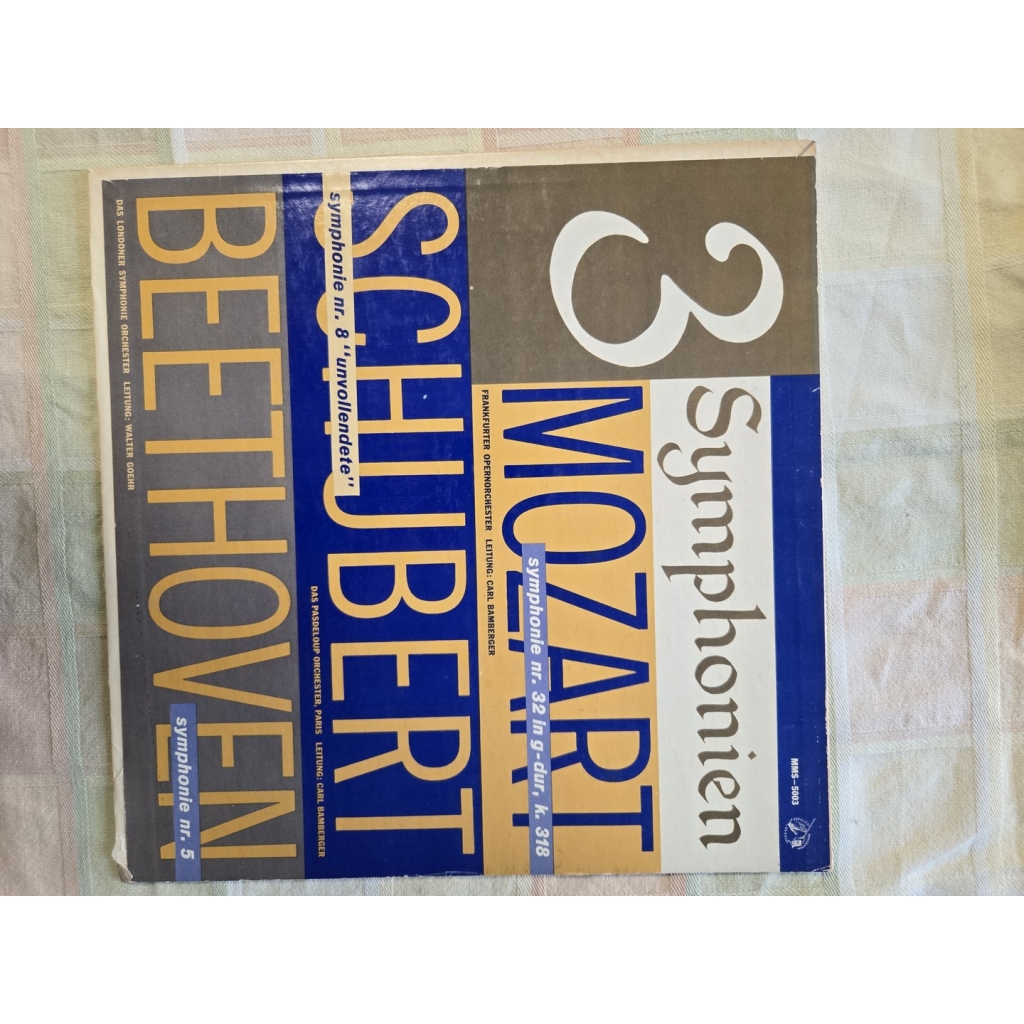 MMS-5003
3
Symphonien
MOZART
symphonie nr. 32 in g-dur, k. 318
FRANKFURTER OPERNORCHESTER LEITUNG: CARL BAMBERGER
SCHUBERT
symphonie nr. 8 "unvollendete"
DAS PASDELOUP ORCHESTER, PARIS LEITUNG: CARL BAMBERGER
BEETHOVEN
symphonie nr. 5
DAS LONDONER SYMPHONIE ORCHESTER LEITUNG: WALTER GOEHR